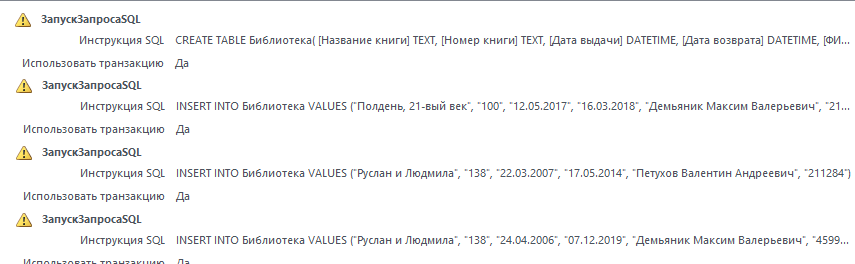 ЗапускЗапросаSQL
Инструкция SQL CREATE TABLE Библиотека( [Название книги] TEXT, [Номер книги] TEXT, [Дата выдачи] DATETIME, [Дата возврата] DATETIME, [ФИ...
Использовать транзакцию Да
ЗапускЗапросаSQL
Инструкция SQL INSERT INTO Библиотека VALUES ("Полдень, 21-вый век", "100", "12.05.2017", "16.03.2018", "Демьяник Максим Валерьевич", "21...
Использовать транзакцию Да
ЗапускЗапросаSQL
Инструкция SQL INSERT INTO Библиотека VALUES ("Руслан и Людмила", "138", "22.03.2007", "17.05.2014", "Петухов Валентин Андреевич", "211284")
Использовать транзакцию Да
ЗапускЗапросаSQL
Инструкция SQL INSERT INTO Библиотека VALUES ("Руслан и Людмила", "138", "24.04.2006", "07.12.2019", "Демьяник Максим Валерьевич", "4599...
Использовать транзакцию Да